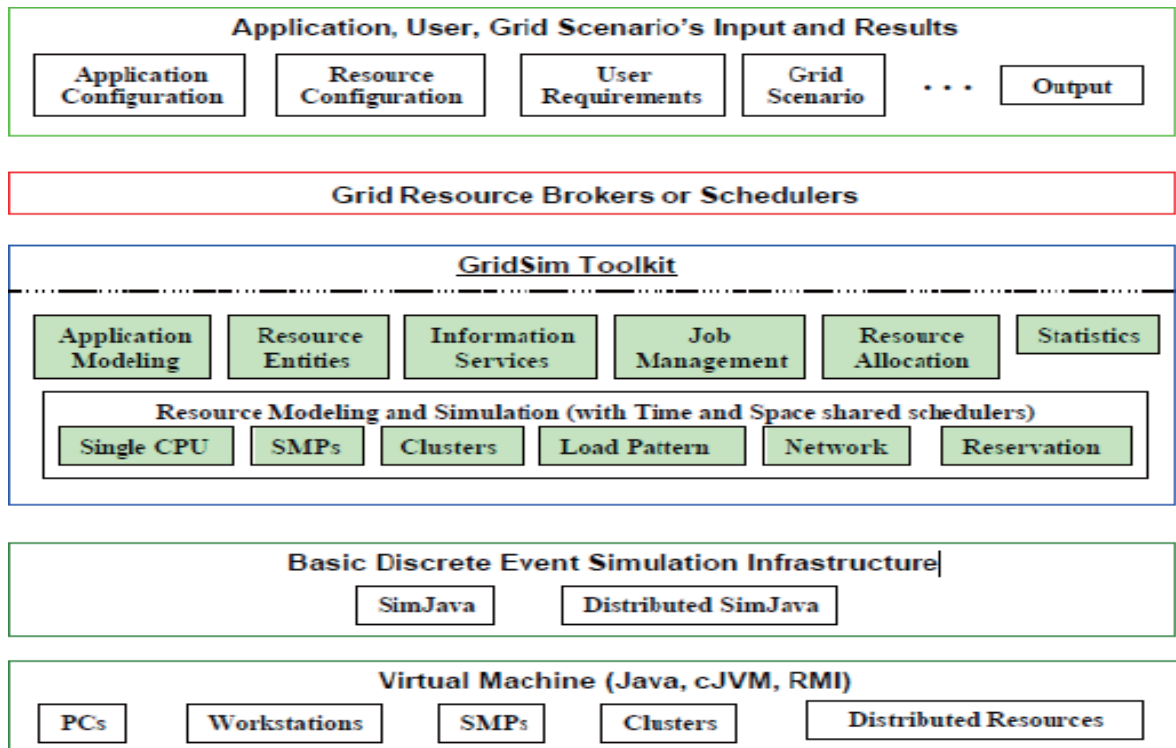 Application, User, Grid Scenario's Input and Results
Application
Configuration
Resource
Configuration
User
Requirements
Grid
Scenario
. . .
Output
Grid Resource Brokers or Schedulers
GridSim Toolkit
Application
Modeling
Resource
Entities
Information
Services
Job
Management
Resource
Allocation
Statistics
Resource Modeling and Simulation (with Time and Space shared schedulers)
Single CPU
SMPs
Clusters
Load Pattern
Network
Reservation
Basic Discrete Event Simulation Infrastructure
SimJava
Distributed SimJava
Virtual Machine (Java, cJVM, RMI)
PCs
Workstations
SMPs
Clusters
Distributed Resources